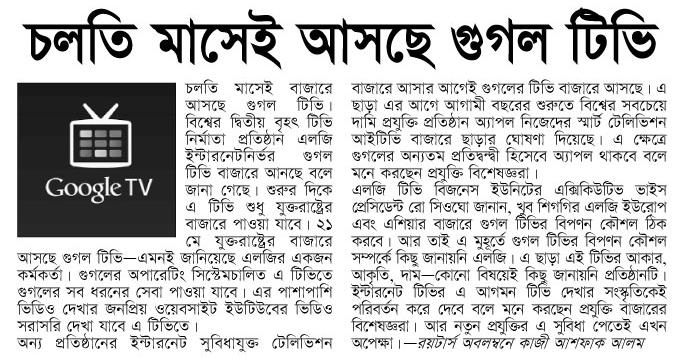 চলতি মাসেই আসছে গুগল টিভি
Google TV
চলতি মাসেই বাজারে
আসছে গুগল টিভি।
বিশ্বের দ্বিতীয় বৃহৎ টিভি
নির্মাতা প্রতিষ্ঠান এলজি
ইন্টারনেটনির্ভর গুগল
টিভি বাজারে আনছে বলে
জানা গেছে। শুরুর দিকে
এ টিভি শুধু যুক্তরাষ্ট্রের
বাজারে পাওয়া যাবে। ২১
মে যুক্তরাষ্ট্রের বাজারে
আসছে গুগল টিভি—এমনই জানিয়েছে এলজির একজন
কর্মকর্তা। গুগলের অপারেটিং সিস্টেমচালিত এ টিভিতে
গুগলের সব ধরনের সেবা পাওয়া যাবে। এর পাশাপাশি
ভিডিও দেখার জনপ্রিয় ওয়েবসাইট ইউটিউবের ভিডিও
সরাসরি দেখা যাবে এ টিভিতে।
অন্য প্রতিষ্ঠানের ইন্টারনেট সুবিধাযুক্ত টেলিভিশন
বাজারে আসার আগেই গুগলের টিভি বাজারে আসছে। এ
ছাড়া এর আগে আগামী বছরের শুরুতে বিশ্বের সবচেয়ে
দামি প্রযুক্তি প্রতিষ্ঠান অ্যাপল নিজেদের স্মার্ট টেলিভিশন
আইটিভি বাজারে ছাড়ার ঘোষণা দিয়েছে। এ ক্ষেত্রে
গুগলের অন্যতম প্রতিদ্বন্দ্বী হিসেবে অ্যাপল থাকবে বলে
মনে করছেন প্রযুক্তি বিশেষজ্ঞরা।
এলজি টিভি বিজনেস ইউনিটের এক্সিকিউটিভ ভাইস
প্রেসিডেন্ট রো সিওঘো জানান, খুব শিগগির এলজি ইউরোপ
এবং এশিয়ার বাজারে গুগল টিভির বিপণন কৌশল ঠিক
করবে। আর তাই এ মুহূর্তে গুগল টিভির বিপণন কৌশল
সম্পর্কে কিছু জানায়নি এলজি। এ ছাড়া এই টিভির আকার,
আকৃতি, দাম—কোনো বিষয়েই কিছু জানায়নি প্রতিষ্ঠানটি।
ইন্টারনেট টিভির এ আগমন টিভি দেখার সংস্কৃতিকেই
পরিবর্তন করে দেবে বলে মনে করছেন প্রযুক্তি বাজারের
বিশেষজ্ঞরা। আর নতুন প্রযুক্তির এ সুবিধা পেতেই এখন
অপেক্ষা।—রয়টার্স অবলম্বনে কাজী আশফাক আলম